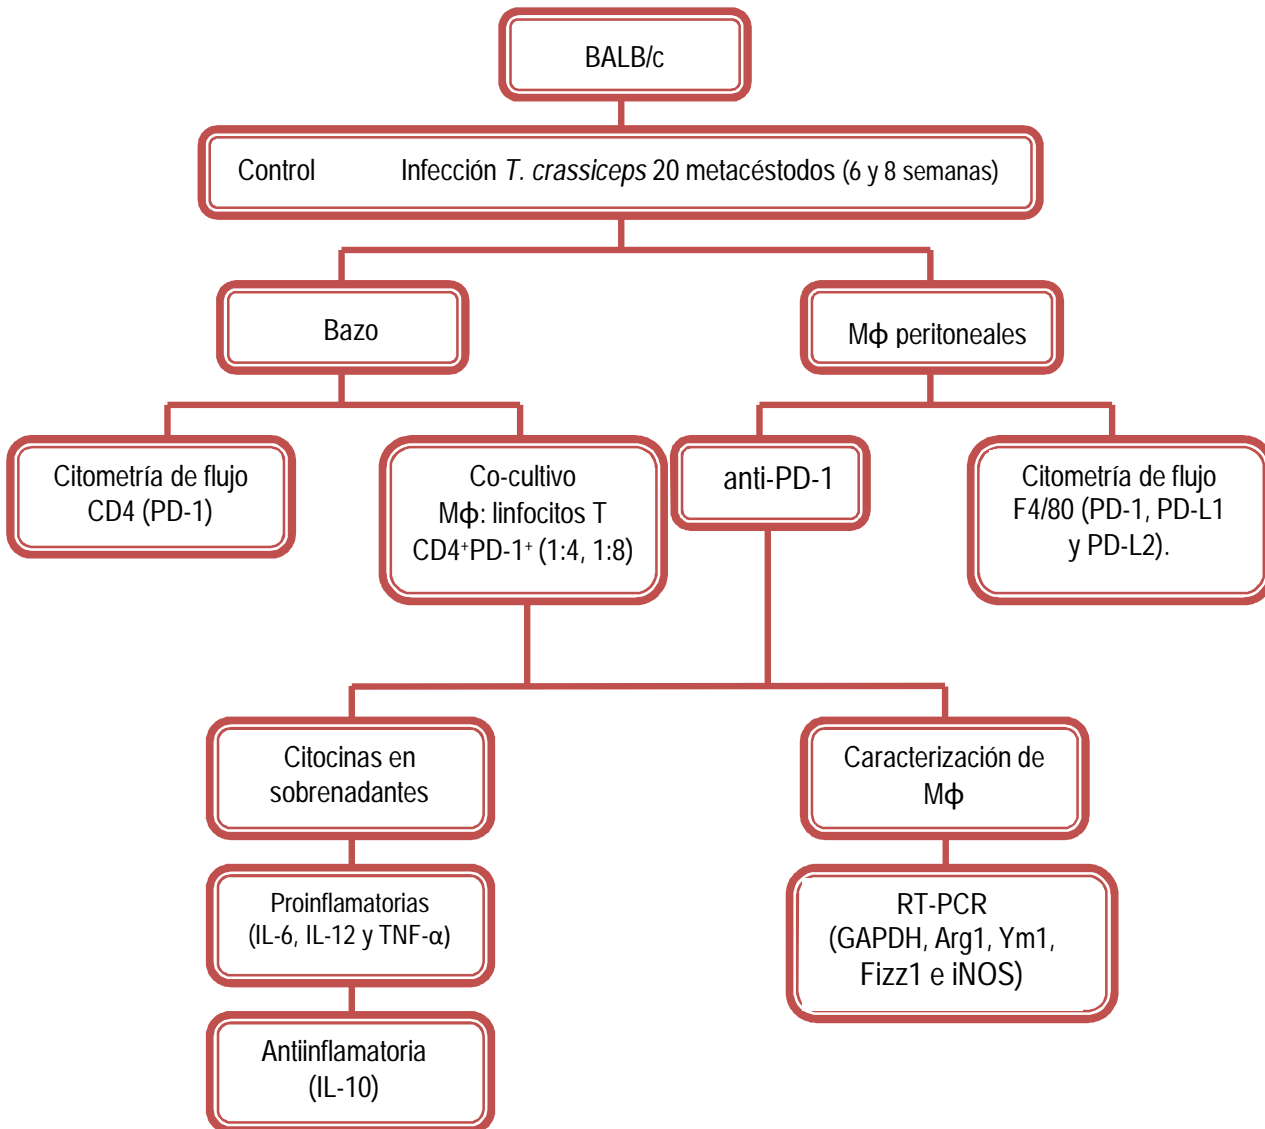 BALB/c
Control Infección T. crassiceps 20 metacéstodos (6 y 8 semanas)
Bazo
Mϕ peritoneales
Citometría de flujo
CD4 (PD-1)
Co-cultivo
Mϕ: linfocitos T
CD4⁺PD-1⁺ (1:4, 1:8)
anti-PD-1
Citometría de flujo
F4/80 (PD-1, PD-L1
y PD-L2).
Citocinas en
sobrenadantes
Caracterización de
Mϕ
Proinflamatorias
(IL-6, IL-12 y TNF-α)
RT-PCR
(GAPDH, Arg1, Ym1,
Fizz1 e iNOS)
Antiinflamatoria
(IL-10)